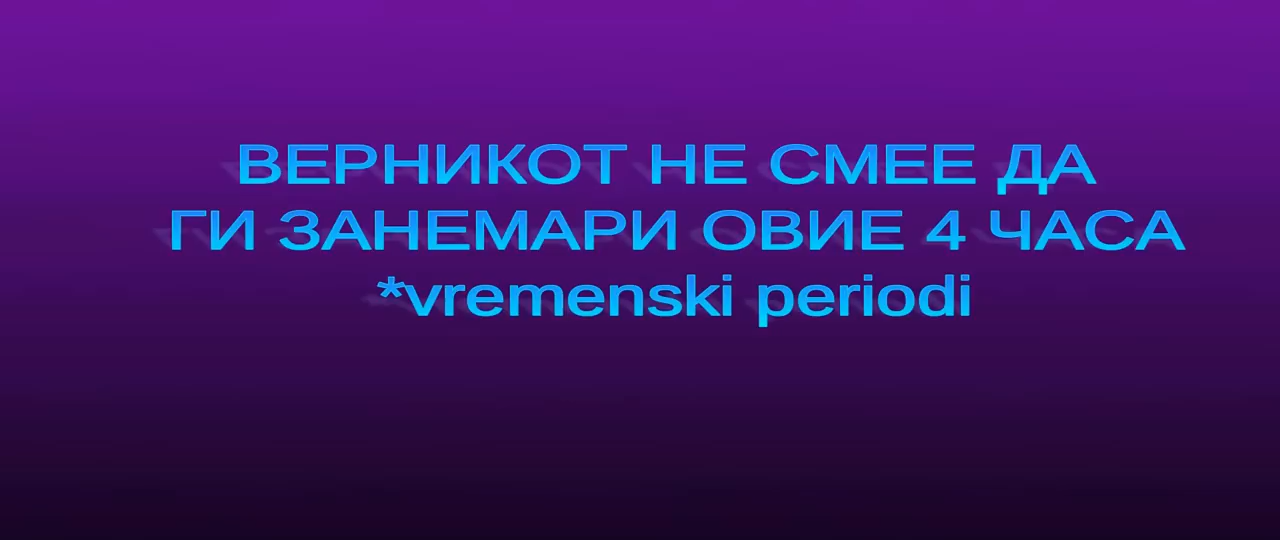 ВЕРНИКОТ НЕ СМЕЕ ДА
ГИ ЗАНЕМАРИ ОВИЕ 4 ЧАСА
*vremenski periodi